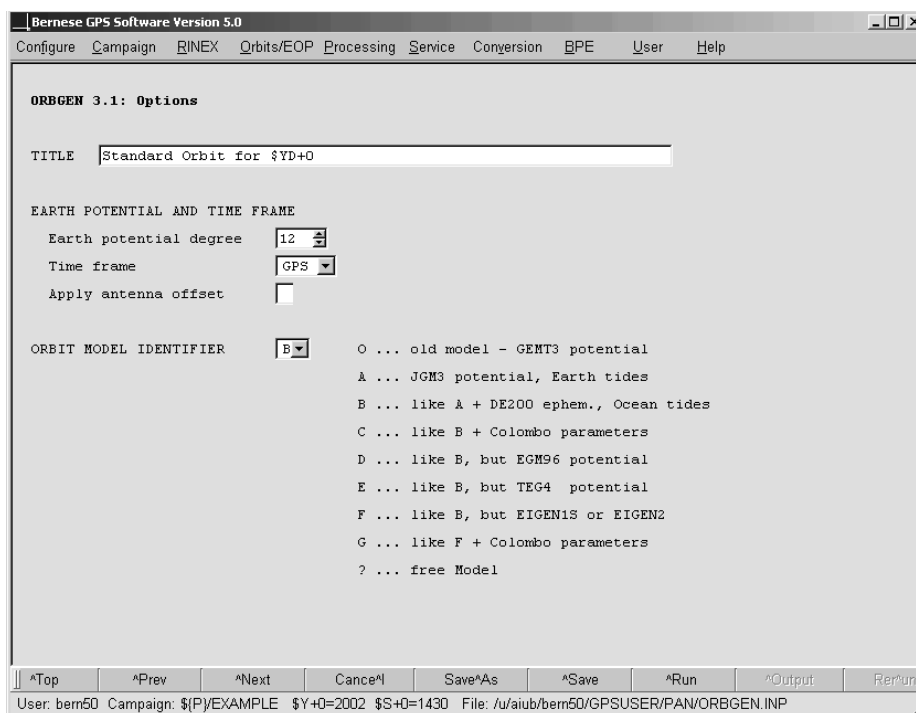 Bernese GPS Software Version 5.0
Configure Campaign RINEX Orbits/EOP Processing Service Conversion BPE User Help
ORBGEN 3.1: Options
TITLE Standard Orbit for $YD+0
EARTH POTENTIAL AND TIME FRAME
Earth potential degree 12
Time frame GPS
Apply antenna offset
ORBIT MODEL IDENTIFIER B O ... old model - GEMT3 potential
A ... JGM3 potential, Earth tides
B ... like A + DE200 ephem., Ocean tides
C ... like B + Colombo parameters
D ... like B, but EGM96 potential
E ... like B, but TEG4 potential
F ... like B, but EIGEN1S or EIGEN2
G ... like F + Colombo parameters
? ... free Model
^Top ^Prev ^Next Cance^l Save^As ^Save ^Run ^Output Rer^un
User: bern50 Campaign: ${P}/EXAMPLE $Y+0=2002 $S+0=1430 File: /u/aiub/bern50/GPSUSER/PAN/ORBGEN.INP